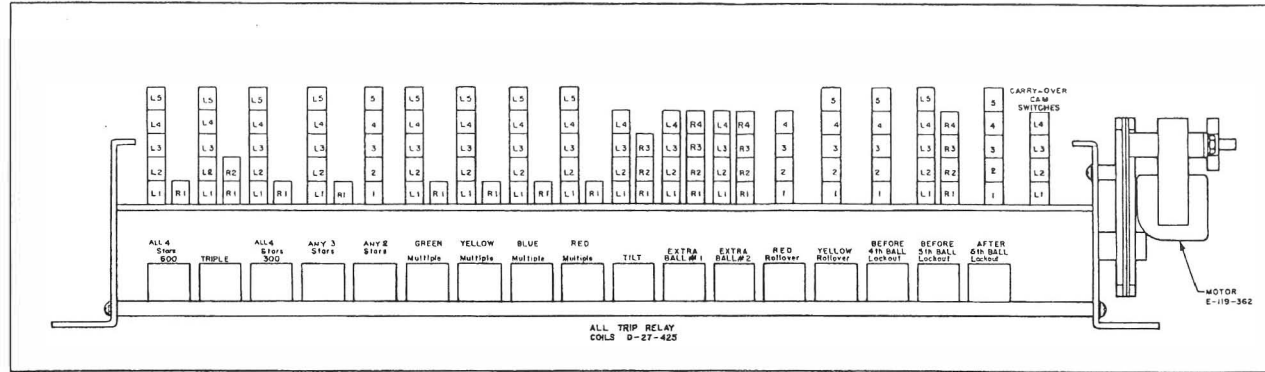 CARRY-OVER
CAM
SWITCHES
L5 L5 L5 L5 5 L5 L5 L5 L5 5 5 L5 5
L4 L4 L4 L4 4 L4 L4 L4 L4 L4 L4 R4 L4 R4 4 4 4 L4 R4 4 L4
L3 L3 L3 L3 3 L3 L3 L3 L3 L3 R3 L3 R3 L3 R3 3 3 3 L3 R3 3 L3
L2 L2 R2 L2 L2 2 L2 L2 L2 L2 L2 R2 L2 R2 L2 R2 2 2 2 L2 R2 2 L2
L1 R1 L1 R1 L1 R1 L1 R1 1 L1 R1 L1 R1 L1 R1 L1 R1 L1 R1 L1 R1 L1 R1 1 1 1 L1 R1 1 L1
ALL 4
Stars
600
TRIPLE
ALL 4
Stars
300
ANY 3
Stars
ANY 2
Stars
GREEN
Multiple
YELLOW
Multiple
BLUE
Multiple
RED
Multiple
TILT
EXTRA
BALL #1
EXTRA
BALL #2
RED
Rollover
YELLOW
Rollover
BEFORE
4th BALL
Lockout
BEFORE
5th BALL
Lockout
AFTER
5th BALL
Lockout
MOTOR
E-119-362
ALL TRIP RELAY
COILS D-27-425